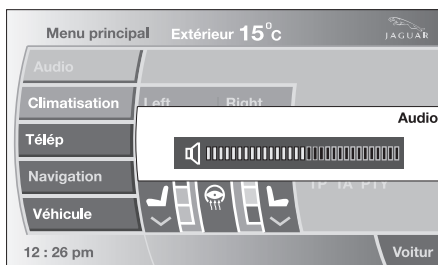 Menu principal Extérieur 15°c JAGUAR
Audio
Climatisation Left Right
Audio
Télép
Navigation TP TA PTY
Véhicule
12 : 26 pm Voitur